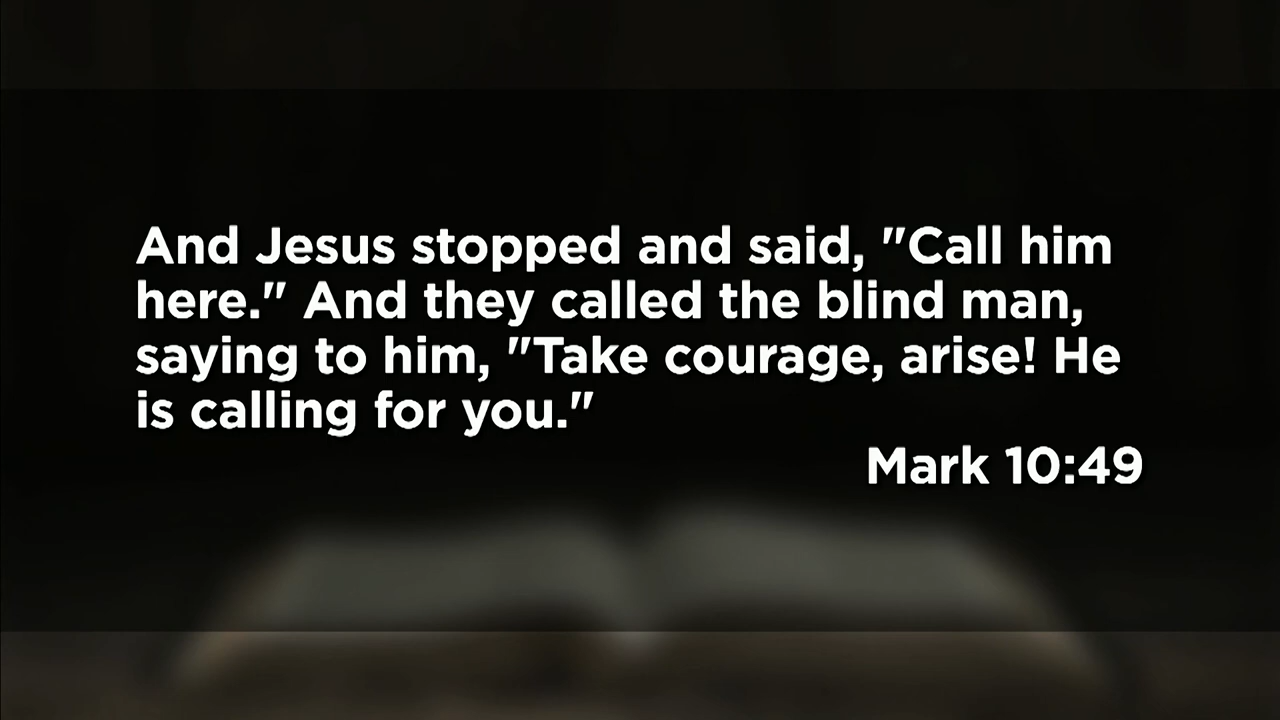 And Jesus stopped and said, "Call him
here." And they called the blind man,
saying to him, "Take courage, arise! He
is calling for you."
Mark 10:49